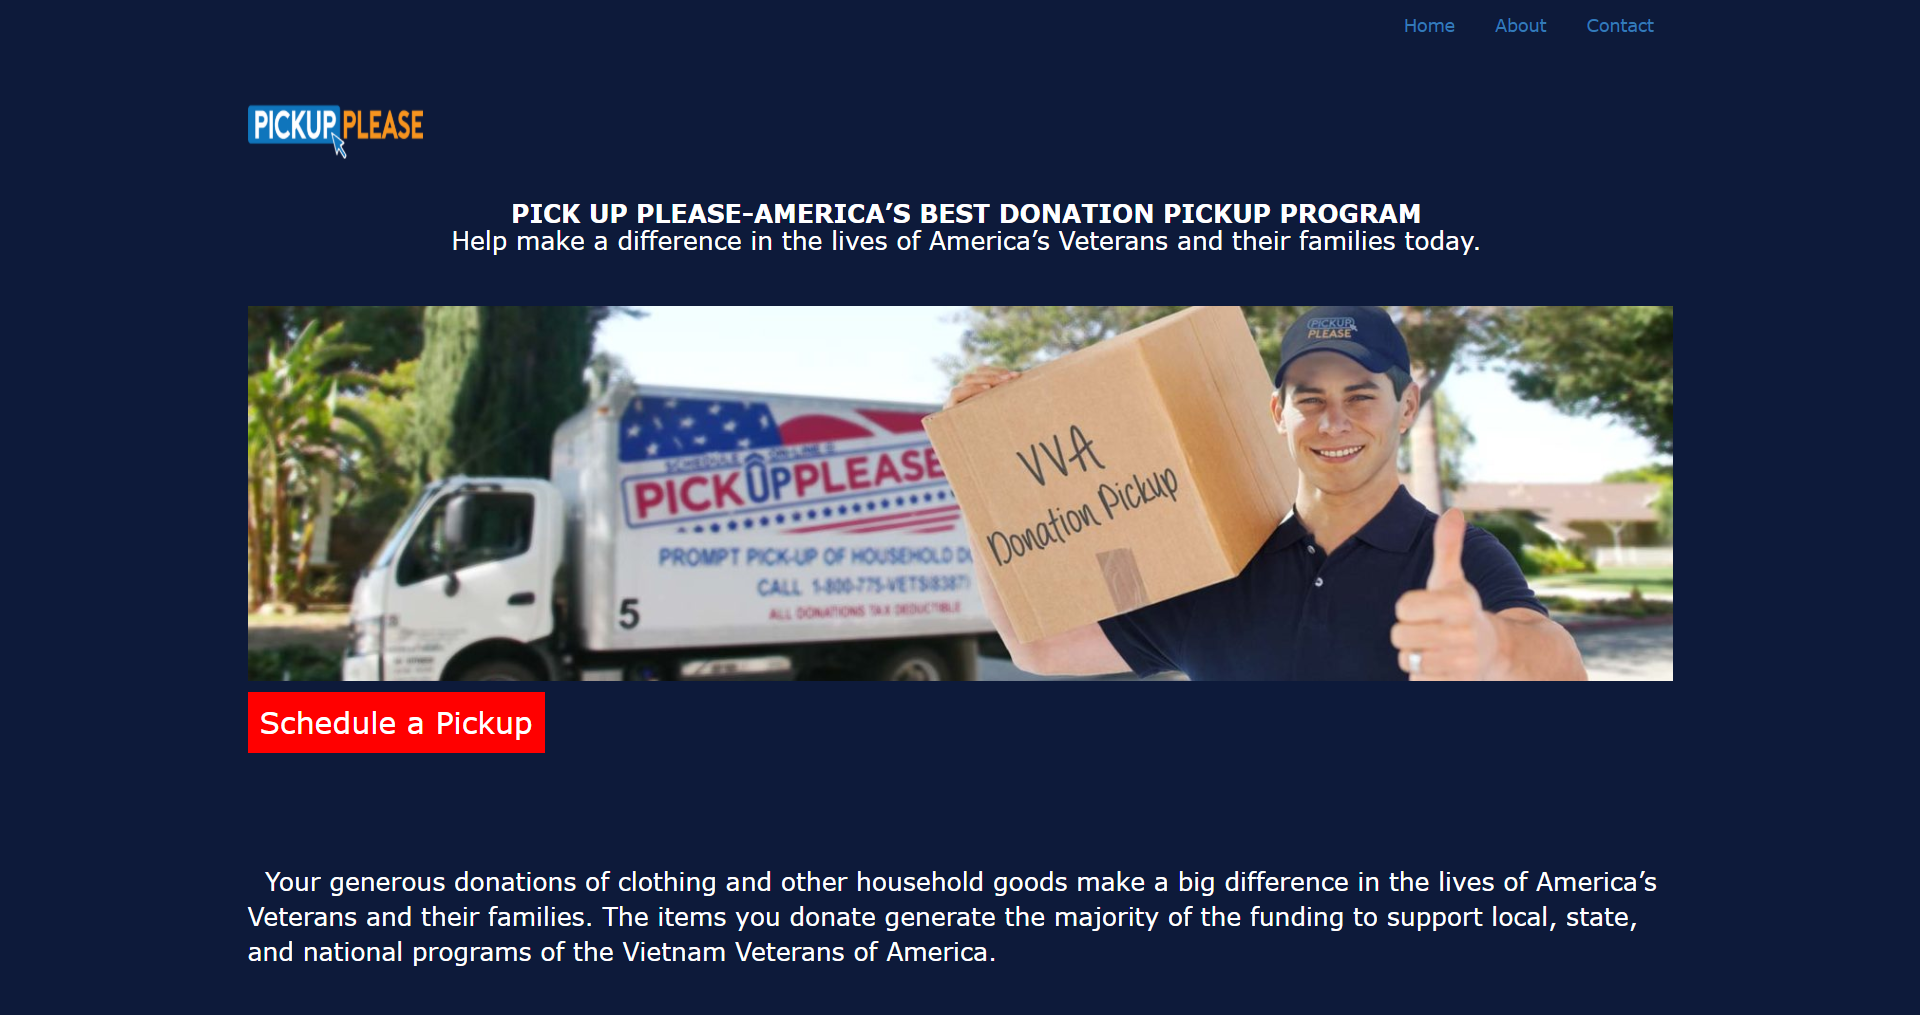 Home About Contact
PICKUP PLEASE
PICK UP PLEASE-AMERICA’S BEST DONATION PICKUP PROGRAM
Help make a difference in the lives of America’s Veterans and their families today.
PICKUP
PLEASE
SCHEDULE ON-LINE @
PICKUPPLEASE
PROMPT PICK-UP OF HOUSEHOLD
CALL 1-800-775-VETS(8387)
ALL DONATIONS TAX DEDUCTIBLE
5
VVA
Donation Pickup
Schedule a Pickup
Your generous donations of clothing and other household goods make a big difference in the lives of America’s
Veterans and their families. The items you donate generate the majority of the funding to support local, state,
and national programs of the Vietnam Veterans of America.